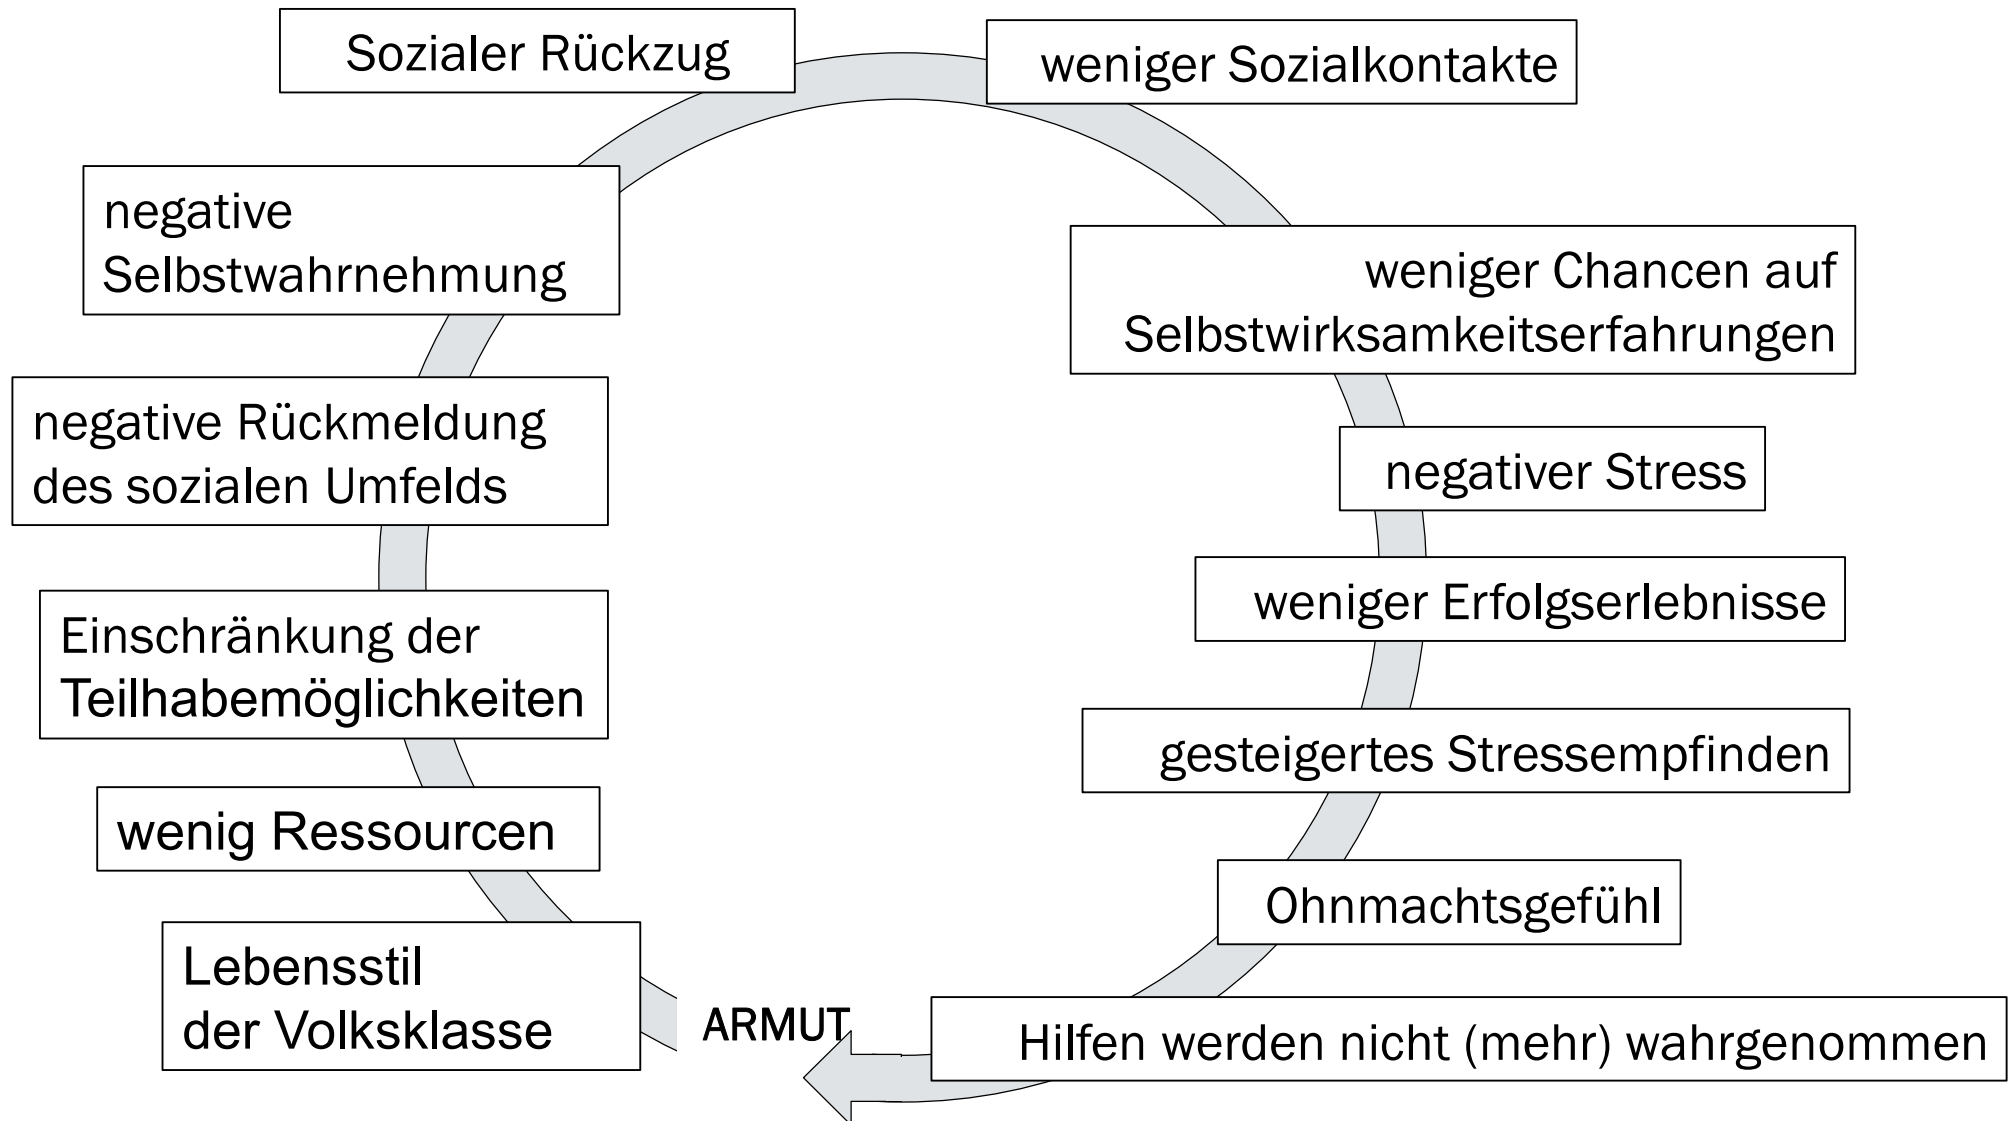 Sozialer Rückzug
weniger Sozialkontakte
negative
Selbstwahrnehmung
weniger Chancen auf
Selbstwirksamkeitserfahrungen
negative Rückmeldung
des sozialen Umfelds
negativer Stress
weniger Erfolgserlebnisse
Einschränkung der
Teilhabemöglichkeiten
gesteigertes Stressempfinden
wenig Ressourcen
Ohnmachtsgefühl
Lebensstil
der Volksklasse
ARMUT
Hilfen werden nicht (mehr) wahrgenommen